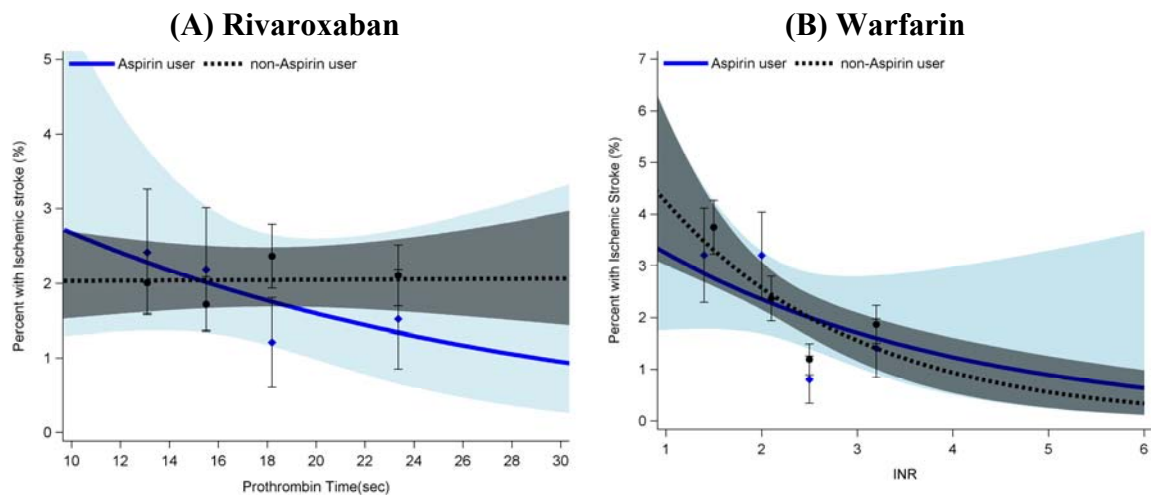 (A) Rivaroxaban
Aspirin user non-Aspirin user
Percent with Ischemic stroke (%)
5
4
3
2
1
0
10 12 14 16 18 20 22 24 26 28 30
Prothrombin Time(sec)
(B) Warfarin
Aspirin user non-Aspirin user
Percent with Ischemic Stroke (%)
7
6
5
4
3
2
1
0
1 2 3 4 5 6
INR